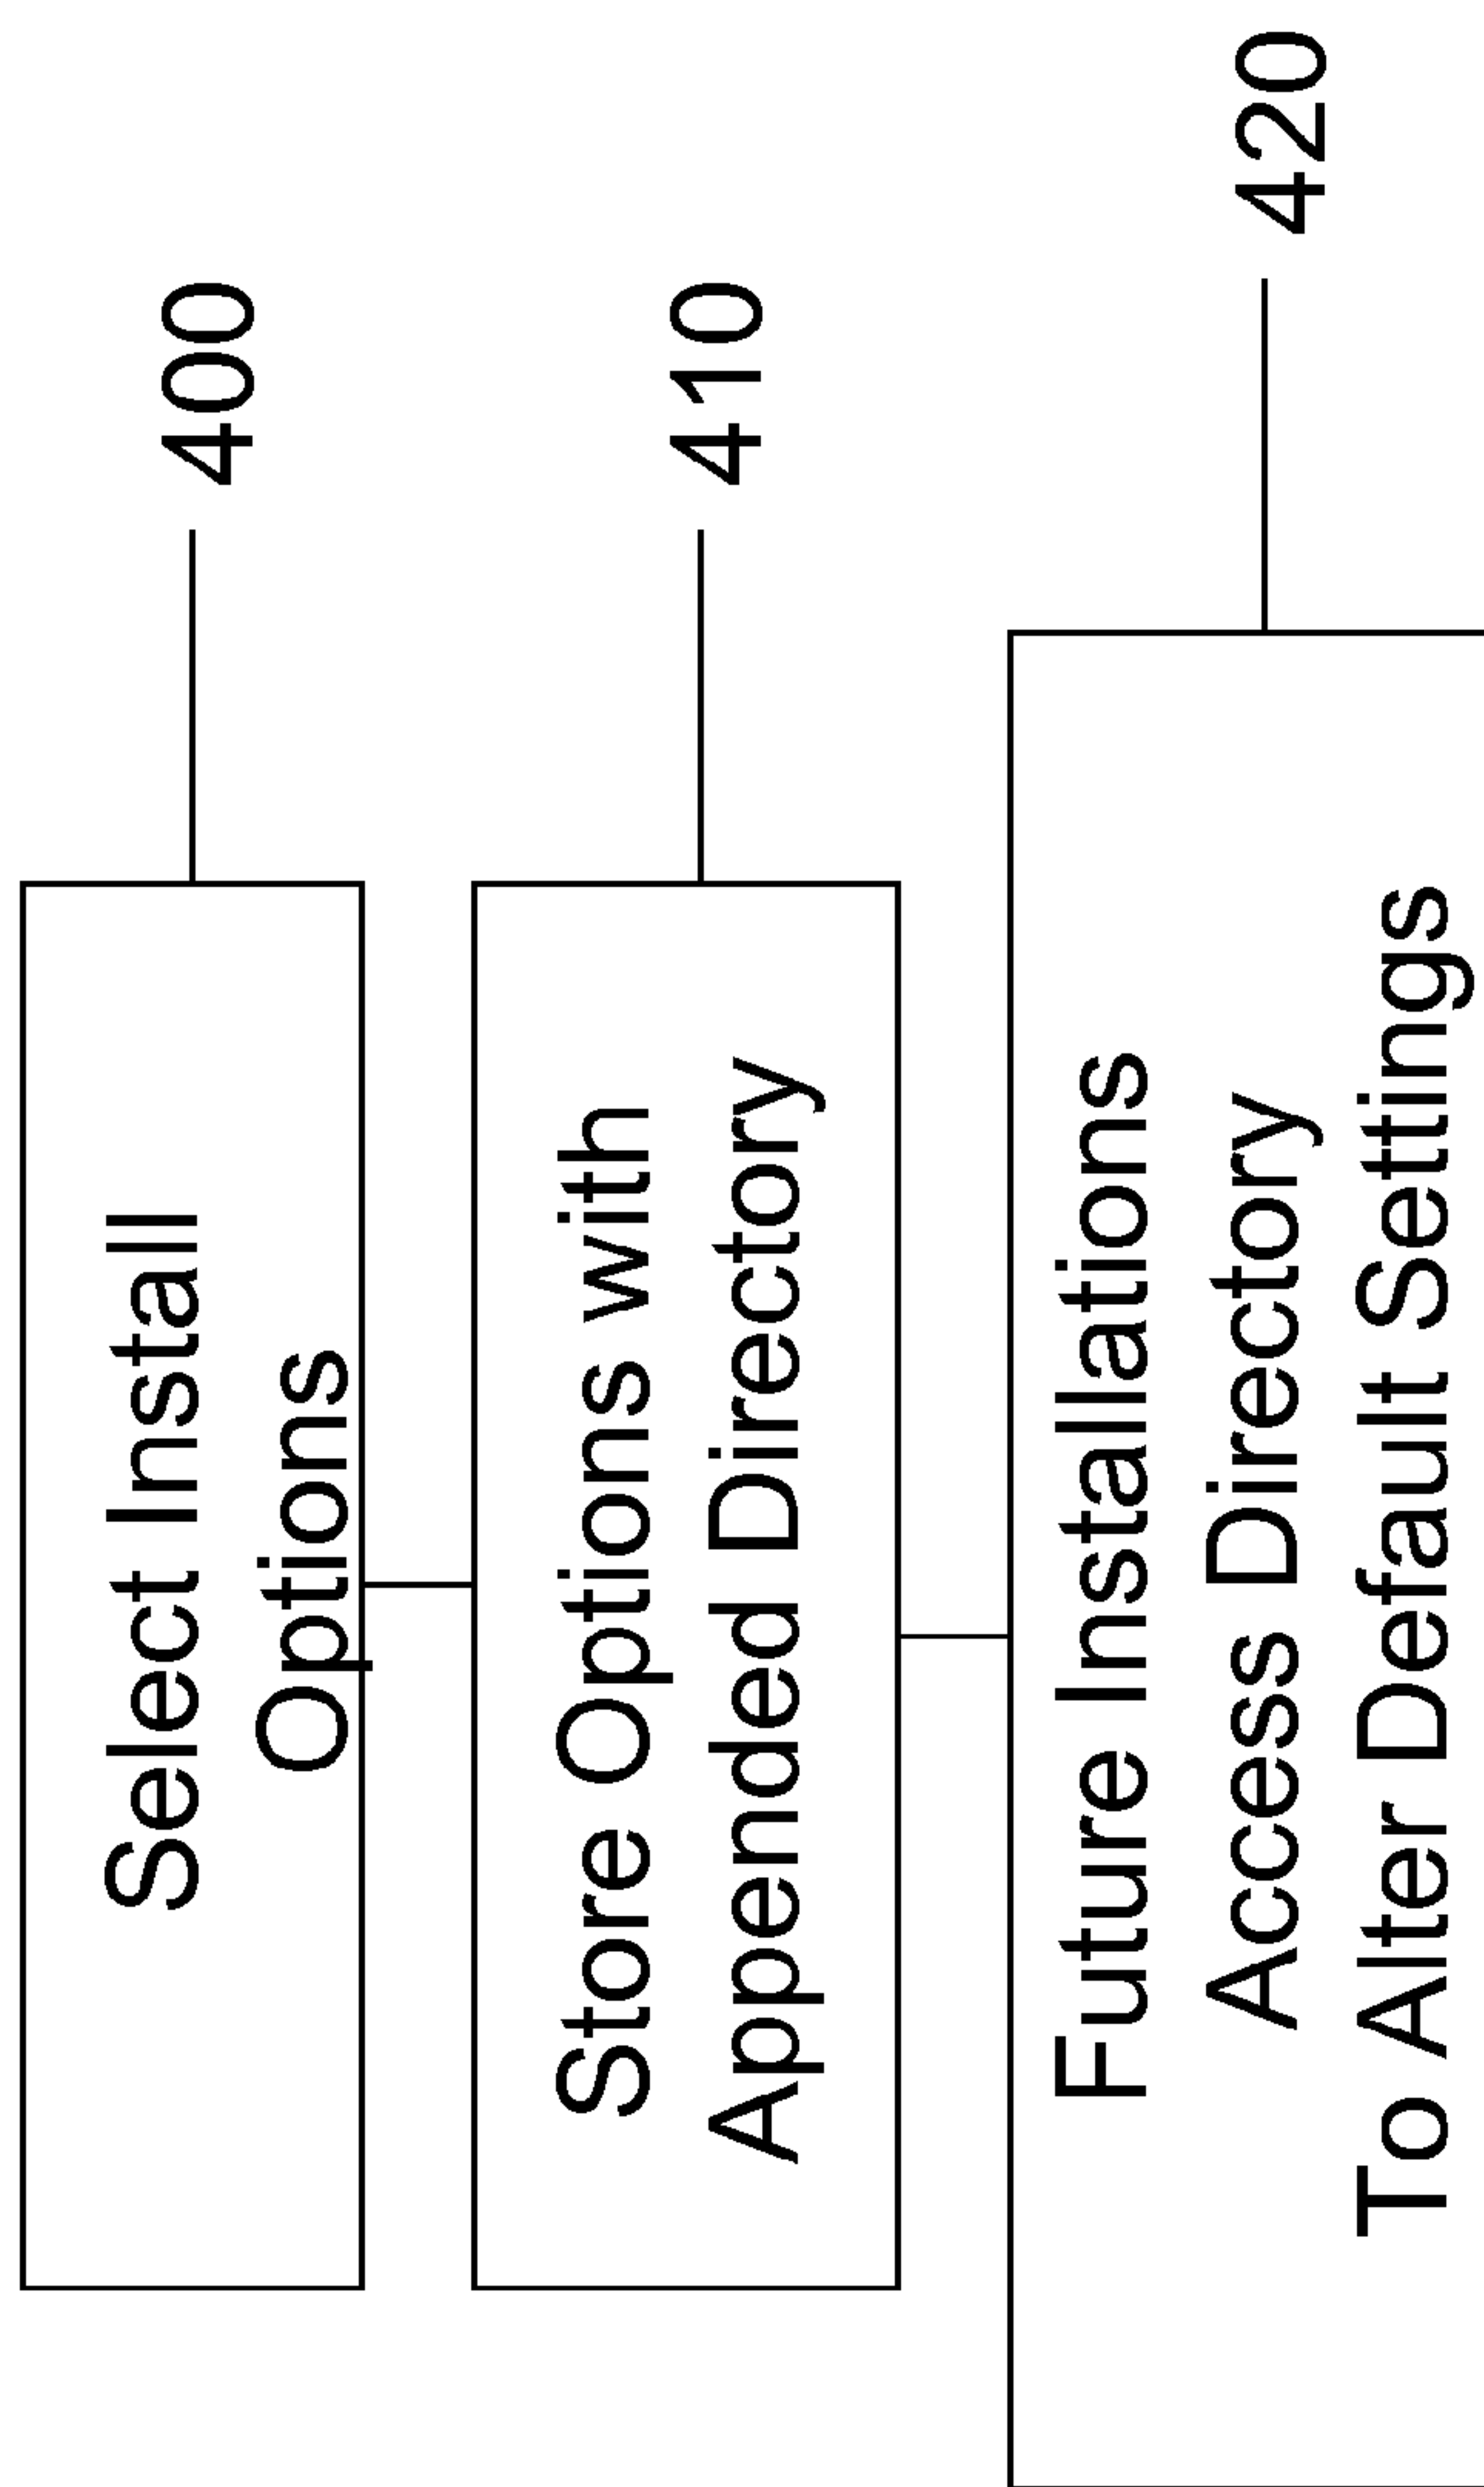 Select Install
Options
400
Store Options with
Appended Directory
410
Future Installations
Access Directory
To Alter Default Settings
420